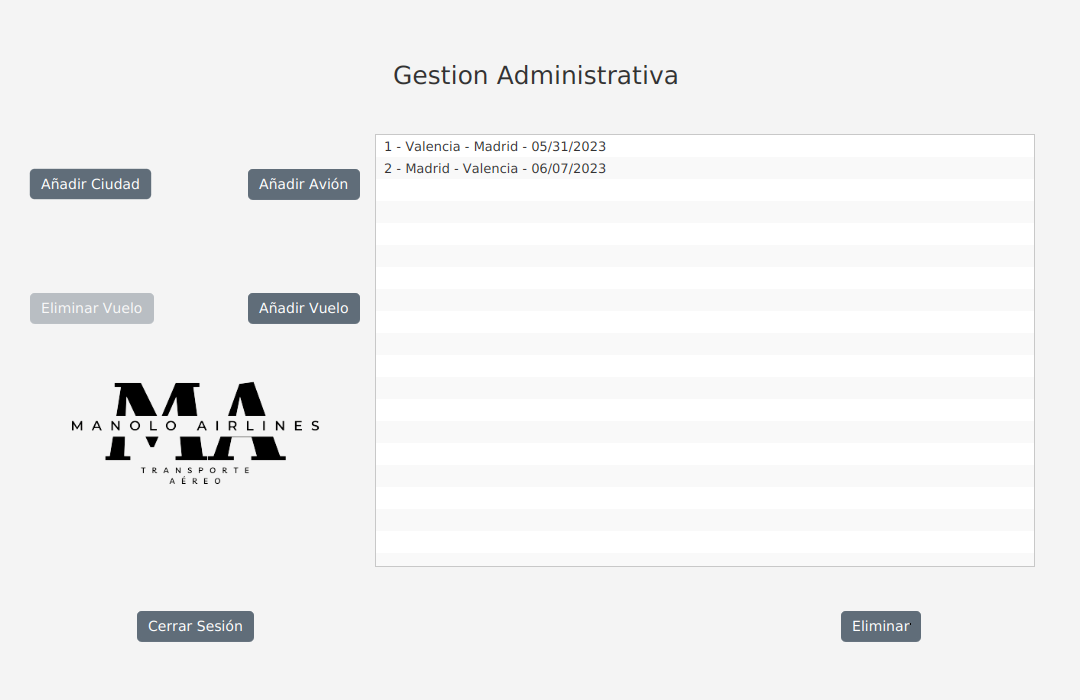 Gestion Administrativa
1 - Valencia - Madrid - 05/31/2023
2 - Madrid - Valencia - 06/07/2023
Añadir Ciudad
Añadir Avión
Eliminar Vuelo
Añadir Vuelo
MA
MANOLO AIRLINES
TRANSPORTE
AÉREO
Cerrar Sesión
Eliminar